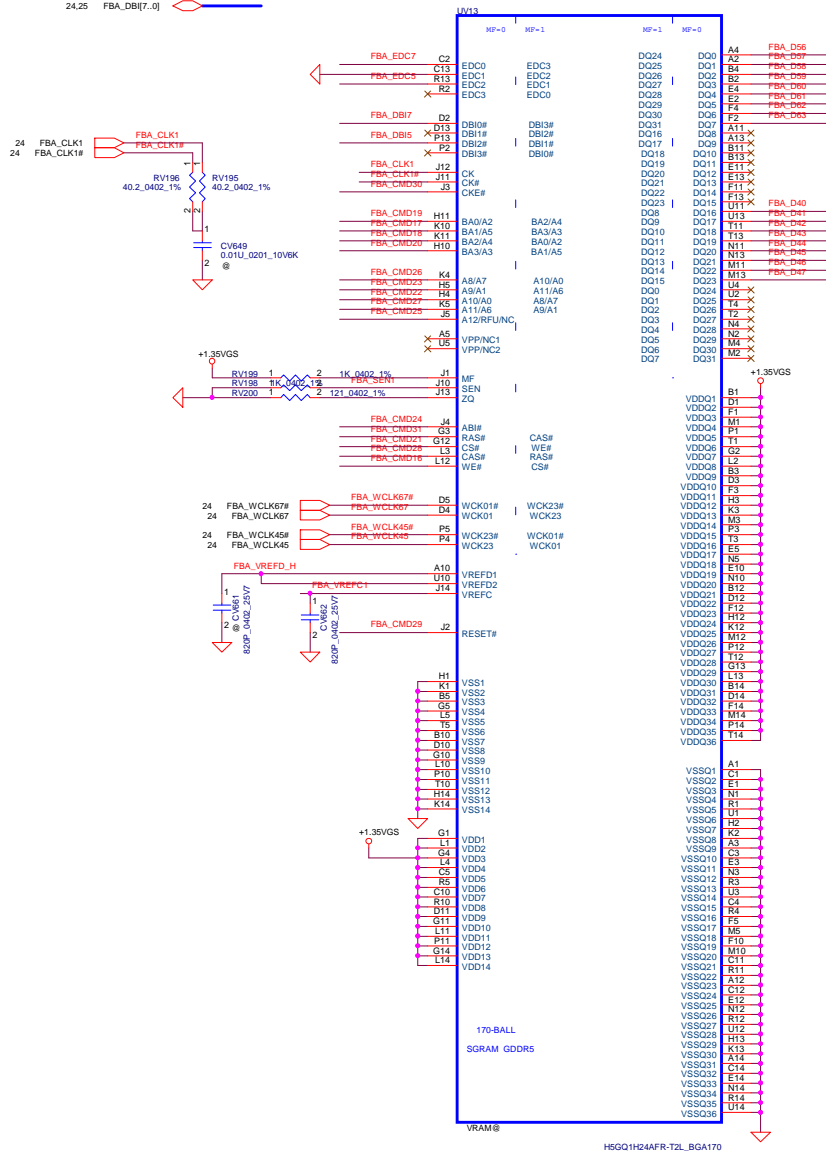 24,25 FBA_DBI[7..0]
UV13
MF=0 MF=1 MF=1 MF=0
FBA_EDC7 C2 EDC0 EDC3
C13 EDC1 EDC2
FBA_EDC5 R13 EDC2 EDC1
R2 EDC3 EDC0
FBA_DBI7 D2 DBI0# DBI3#
D13 DBI1# DBI2#
FBA_DBI5 P13 DBI2# DBI1#
P2 DBI3# DBI0#
24 FBA_CLK1 FBA_CLK1
24 FBA_CLK1# FBA_CLK1#
FBA_CLK1 J12 CK
FBA_CLK1# J11 CK#
FBA_CMD30 J3 CKE#
1 1
RV196 RV195
40.2_0402_1% 40.2_0402_1%
2 2
1
CV649
0.01U_0201_10V6K
2
@
FBA_CMD19 H11 BA0/A2 BA2/A4
FBA_CMD17 K10 BA1/A5 BA3/A3
FBA_CMD18 K11 BA2/A4 BA0/A2
FBA_CMD20 H10 BA3/A3 BA1/A5
FBA_CMD26 K4 A8/A7 A10/A0
FBA_CMD23 H5 A9/A1 A11/A6
FBA_CMD22 H4 A10/A0 A8/A7
FBA_CMD27 K5 A11/A6 A9/A1
FBA_CMD25 J5 A12/RFU/NC
A5 VPP/NC1
U5 VPP/NC2
+1.35VGS
RV199 1 2 1K_0402_1% J1 MF
RV198 1 1K_0402_1% 2 FBA_SEN1 J10 SEN
RV200 1 2 121_0402_1% J13 ZQ
FBA_CMD24 J4 ABI#
FBA_CMD31 G3 RAS# CAS#
FBA_CMD21 G12 CS# WE#
FBA_CMD28 L3 CAS# RAS#
FBA_CMD16 L12 WE# CS#
24 FBA_WCLK67# FBA_WCLK67# D5 WCK01# WCK23#
24 FBA_WCLK67 FBA_WCLK67 D4 WCK01 WCK23
24 FBA_WCLK45# FBA_WCLK45# P5 WCK23# WCK01#
24 FBA_WCLK45 FBA_WCLK45 P4 WCK23 WCK01
FBA_VREFD_H A10 VREFD1
U10 VREFD2
FBA_VREFC1 J14 VREFC
1
2 @ CV661
820P_0402_25V7
1
2 CV662
820P_0402_25V7
FBA_CMD29 J2 RESET#
H1 VSS1
K1 VSS2
B5 VSS3
G5 VSS4
L5 VSS5
T5 VSS6
B10 VSS7
D10 VSS8
G10 VSS9
L10 VSS10
P10 VSS11
T10 VSS12
H14 VSS13
K14 VSS14
+1.35VGS
G1 VDD1
L1 VDD2
G4 VDD3
L4 VDD4
C5 VDD5
R5 VDD6
C10 VDD7
R10 VDD8
D11 VDD9
G11 VDD10
L11 VDD11
P11 VDD12
G14 VDD13
L14 VDD14
DQ24 DQ0 A4 FBA_D56
DQ25 DQ1 A2 FBA_D57
DQ26 DQ2 B4 FBA_D58
DQ27 DQ3 B2 FBA_D59
DQ28 DQ4 E4 FBA_D60
DQ29 DQ5 E2 FBA_D61
DQ30 DQ6 F4 FBA_D62
DQ31 DQ7 F2 FBA_D63
DQ16 DQ8 A11
DQ17 DQ9 A13
DQ18 DQ10 B11
DQ19 DQ11 B13
DQ20 DQ12 E11
DQ21 DQ13 E13
DQ22 DQ14 F11
DQ23 DQ15 F13
DQ8 DQ16 U11 FBA_D40
DQ9 DQ17 U13 FBA_D41
DQ10 DQ18 T11 FBA_D42
DQ11 DQ19 T13 FBA_D43
DQ12 DQ20 N11 FBA_D44
DQ13 DQ21 N13 FBA_D45
DQ14 DQ22 M11 FBA_D46
DQ15 DQ23 M13 FBA_D47
DQ0 DQ24 U4
DQ1 DQ25 U2
DQ2 DQ26 T4
DQ3 DQ27 T2
DQ4 DQ28 N4
DQ5 DQ29 N2
DQ6 DQ30 M4
DQ7 DQ31 M2
+1.35VGS
VDDQ1 B1
VDDQ2 D1
VDDQ3 F1
VDDQ4 M1
VDDQ5 P1
VDDQ6 T1
VDDQ7 G2
VDDQ8 L2
VDDQ9 B3
VDDQ10 D3
VDDQ11 F3
VDDQ12 H3
VDDQ13 K3
VDDQ14 M3
VDDQ15 P3
VDDQ16 T3
VDDQ17 E5
VDDQ18 N5
VDDQ19 E10
VDDQ20 N10
VDDQ21 B12
VDDQ22 D12
VDDQ23 F12
VDDQ24 H12
VDDQ25 K12
VDDQ26 M12
VDDQ27 P12
VDDQ28 T12
VDDQ29 G13
VDDQ30 L13
VDDQ31 B14
VDDQ32 D14
VDDQ33 F14
VDDQ34 M14
VDDQ35 P14
VDDQ36 T14
VSSQ1 A1
VSSQ2 C1
VSSQ3 E1
VSSQ4 N1
VSSQ5 R1
VSSQ6 U1
VSSQ7 H2
VSSQ8 K2
VSSQ9 A3
VSSQ10 C3
VSSQ11 E3
VSSQ12 N3
VSSQ13 R3
VSSQ14 U3
VSSQ15 C4
VSSQ16 R4
VSSQ17 F5
VSSQ18 M5
VSSQ19 F10
VSSQ20 M10
VSSQ21 C11
VSSQ22 R11
VSSQ23 A12
VSSQ24 C12
VSSQ25 E12
VSSQ26 N12
VSSQ27 R12
VSSQ28 U12
VSSQ29 H13
VSSQ30 K13
VSSQ31 A14
VSSQ32 C14
VSSQ33 E14
VSSQ34 N14
VSSQ35 R14
VSSQ36 U14
170-BALL
SGRAM GDDR5
VRAM@
H5GQ1H24AFR-T2L_BGA170